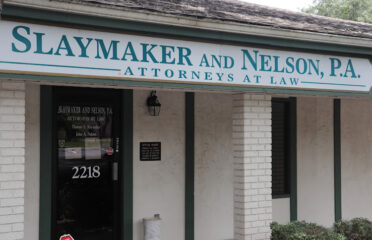 SLAYMAKER AND NELSON, P.A.
ATTORNEYS AT LAW
SLAYMAKER AND NELSON, P.A.
ATTORNEYS AT LAW
2218